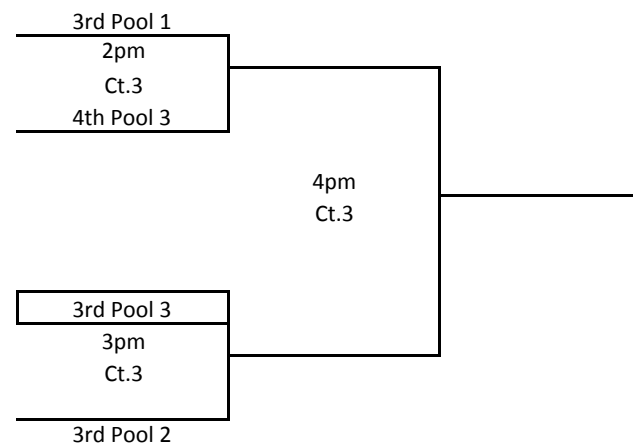 3rd Pool 1
2pm
Ct.3
4th Pool 3
4pm
Ct.3
3rd Pool 3
3pm
Ct.3
3rd Pool 2